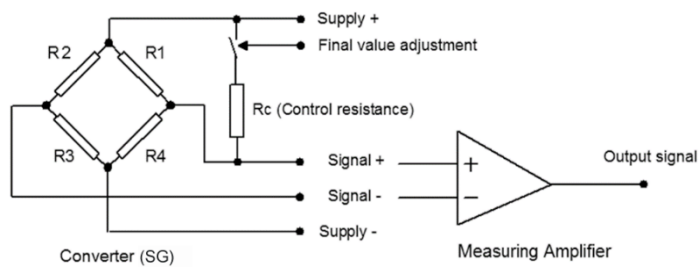 Supply +
R2
R1
Final value adjustment
Rc (Control resistance)
R3
R4
Signal +
Output signal
+
Signal -
−
Supply -
Converter (SG)
Measuring Amplifier